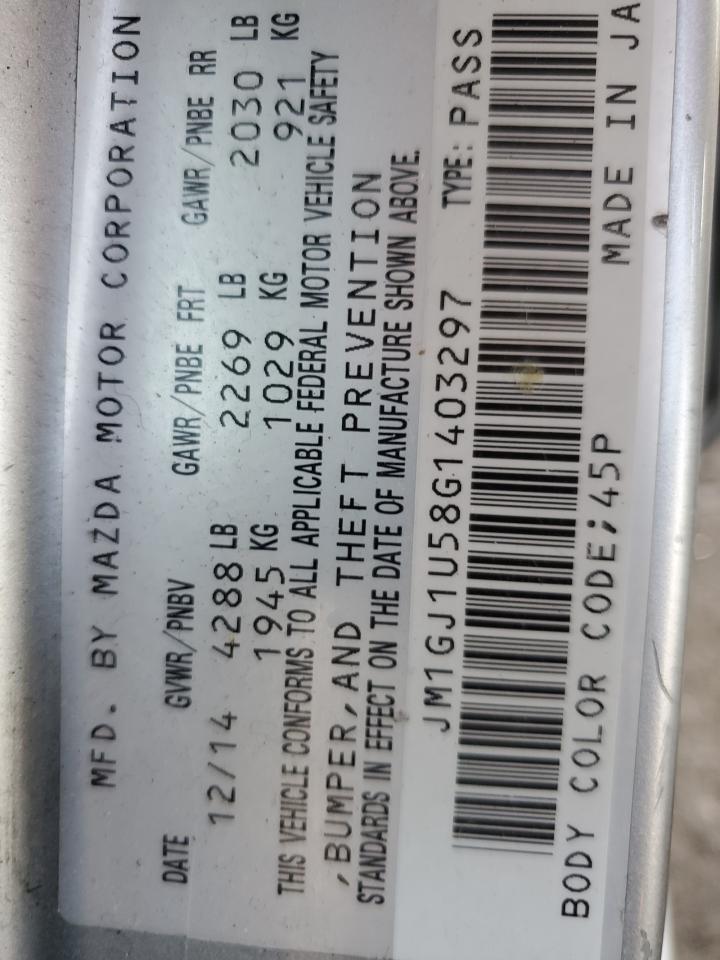 MFD. BY MAZDA MOTOR CORPORATION
DATE GVWR/PNBV GAWR/PNBE FRT GAWR/PNBE RR
12/14 4288 LB 2269 LB 2030 LB
1945 KG 1029 KG 921 KG
THIS VEHICLE CONFORMS TO ALL APPLICABLE FEDERAL MOTOR VEHICLE SAFETY
,BUMPER,AND THEFT PREVENTION
STANDARDS IN EFFECT ON THE DATE OF MANUFACTURE SHOWN ABOVE.
JM1GJ1U58G1403297 TYPE: PASS
BODY COLOR CODE:45P MADE IN JA